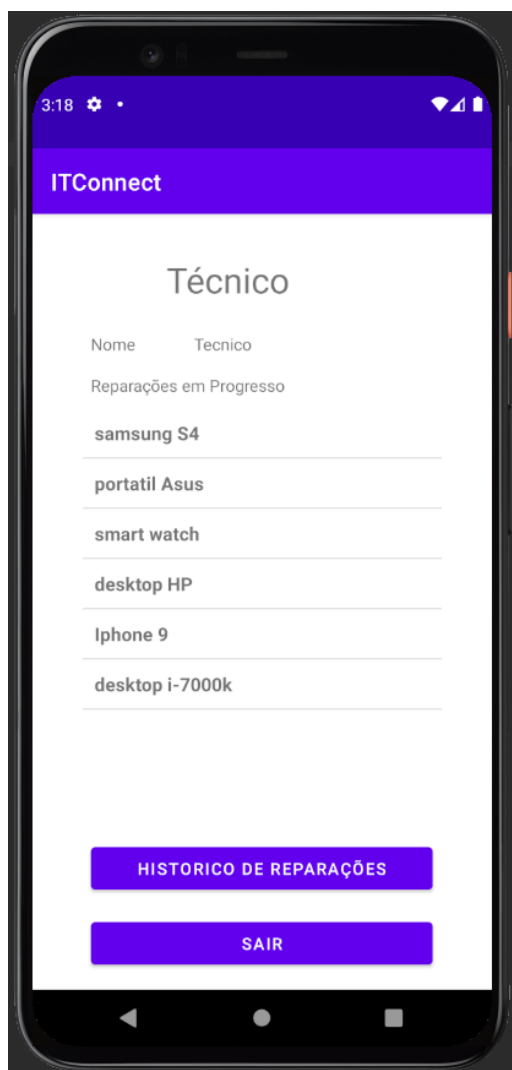 3:18
ITConnect
Técnico
Nome Tecnico
Reparações em Progresso
samsung S4
portatil Asus
smart watch
desktop HP
Iphone 9
desktop i-7000k
HISTORICO DE REPARAÇÕES
SAIR